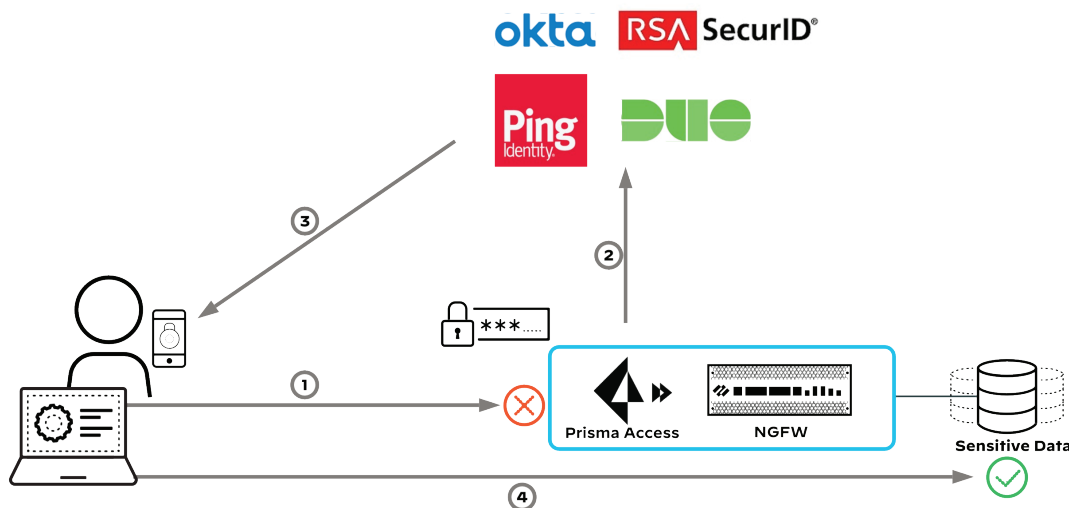 okta
RSA SecurID®
Ping
Identity®
DUO
3
2
***.....
1
Prisma Access
NGFW
Sensitive Data
4